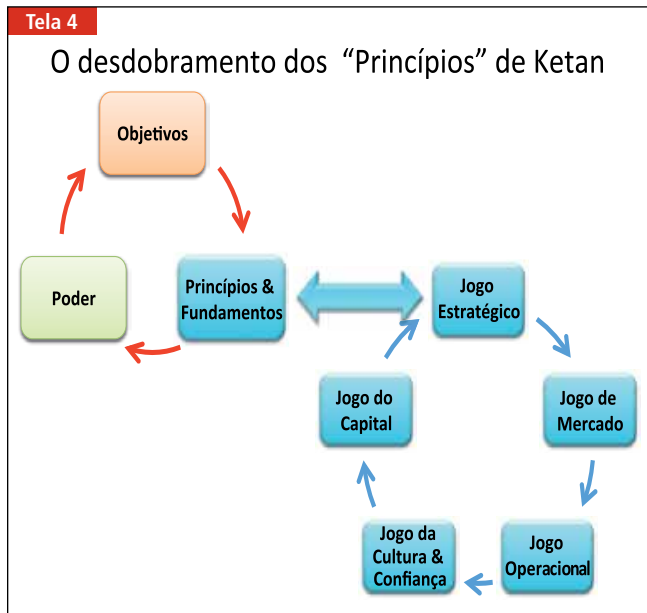 Tela 4
O desdobramento dos “Princípios” de Ketan
Objetivos
Poder
Princípios &
Fundamentos
Jogo
Estratégico
Jogo de
Mercado
Jogo
Operacional
Jogo da
Cultura &
Confiança
Jogo do
Capital